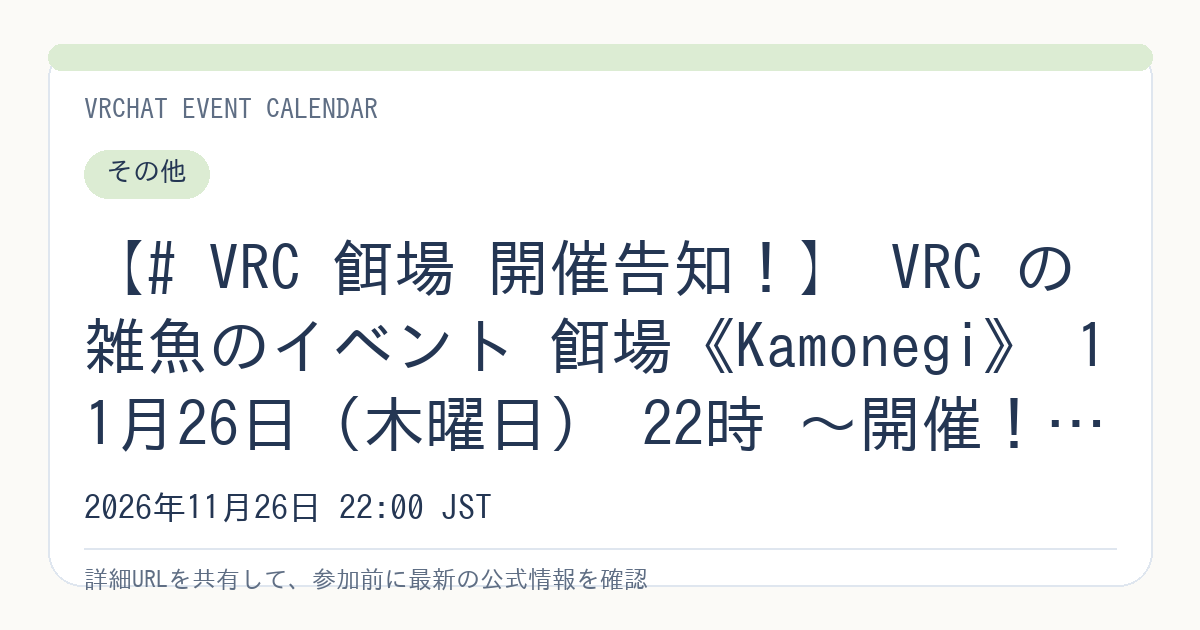 VRCHAT EVENT CALENDAR
その他
【# VRC 餌場 開催告知！】 VRC の
雑魚のイベント 餌場《Kamonegi》 1
1月26日（木曜日） 22時 〜開催！…
2026年11月26日 22:00 JST
詳細URLを共有して、参加前に最新の公式情報を確認